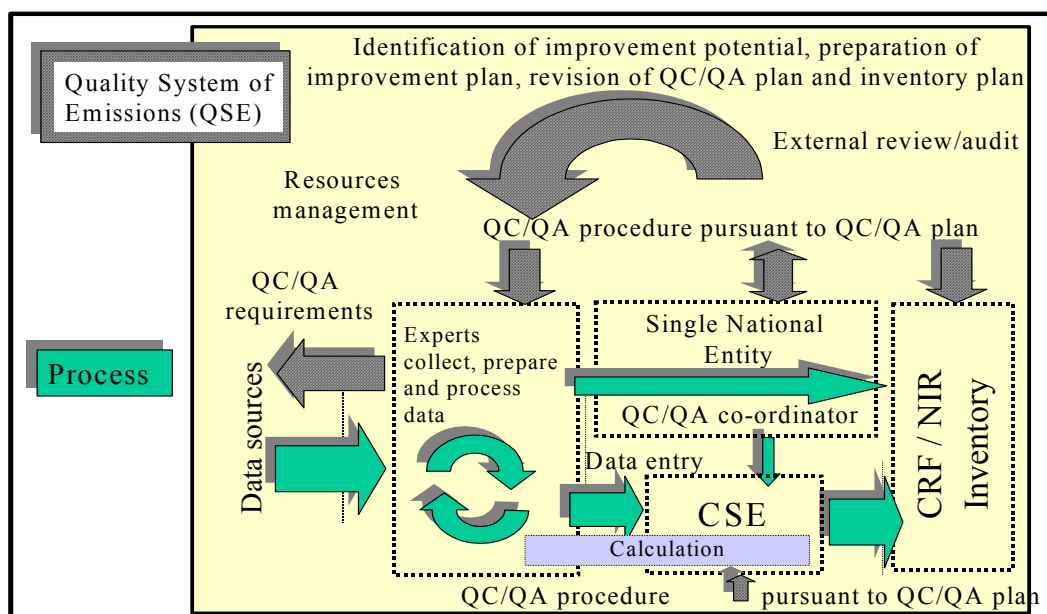 Quality System of
Emissions (QSE)
Identification of improvement potential, preparation of
improvement plan, revision of QC/QA plan and inventory plan
External review/audit
Resources
management
QC/QA procedure pursuant to QC/QA plan
QC/QA
requirements
Process
Data sources
Experts
collect, prepare
and process
data
Single National
Entity
QC/QA co-ordinator
Data entry
CSE
Calculation
CRF / NIR
Inventory
QC/QA procedure pursuant to QC/QA plan